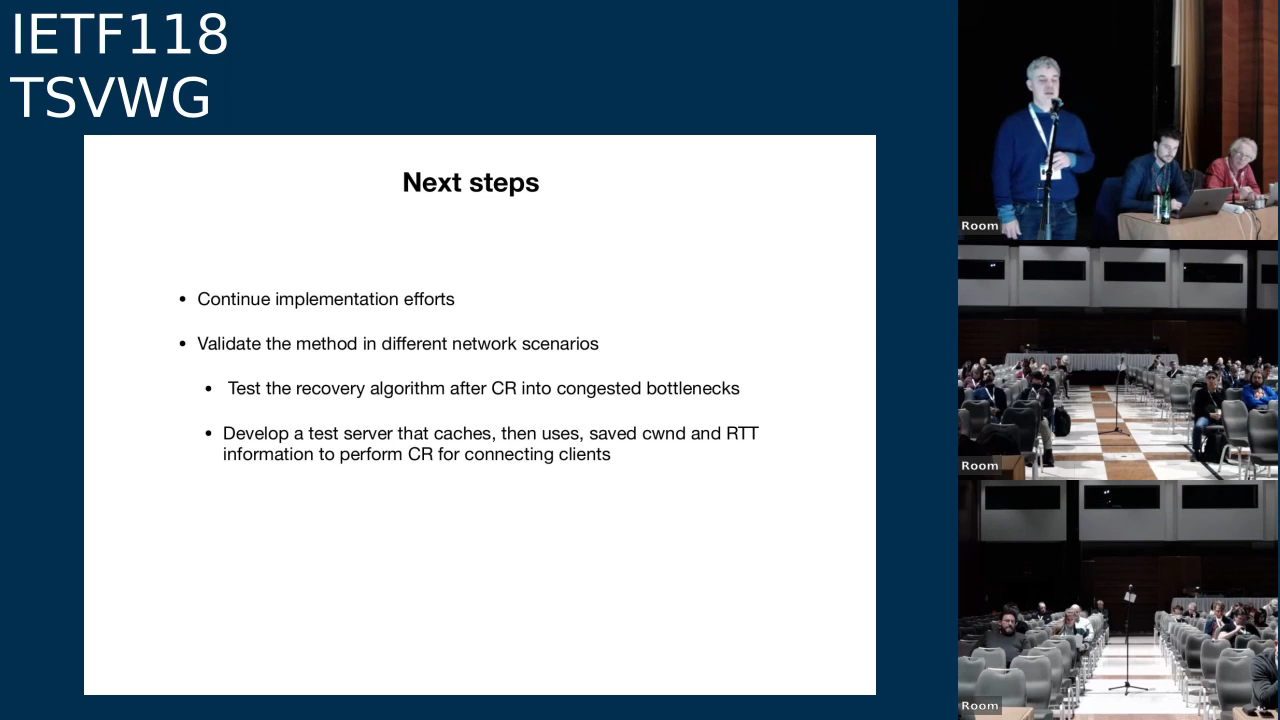 IETF118
TSVWG
Next steps
• Continue implementation efforts
• Validate the method in different network scenarios
• Test the recovery algorithm after CR into congested bottlenecks
• Develop a test server that caches, then uses, saved cwnd and RTT
information to perform CR for connecting clients
Room
Room
Room